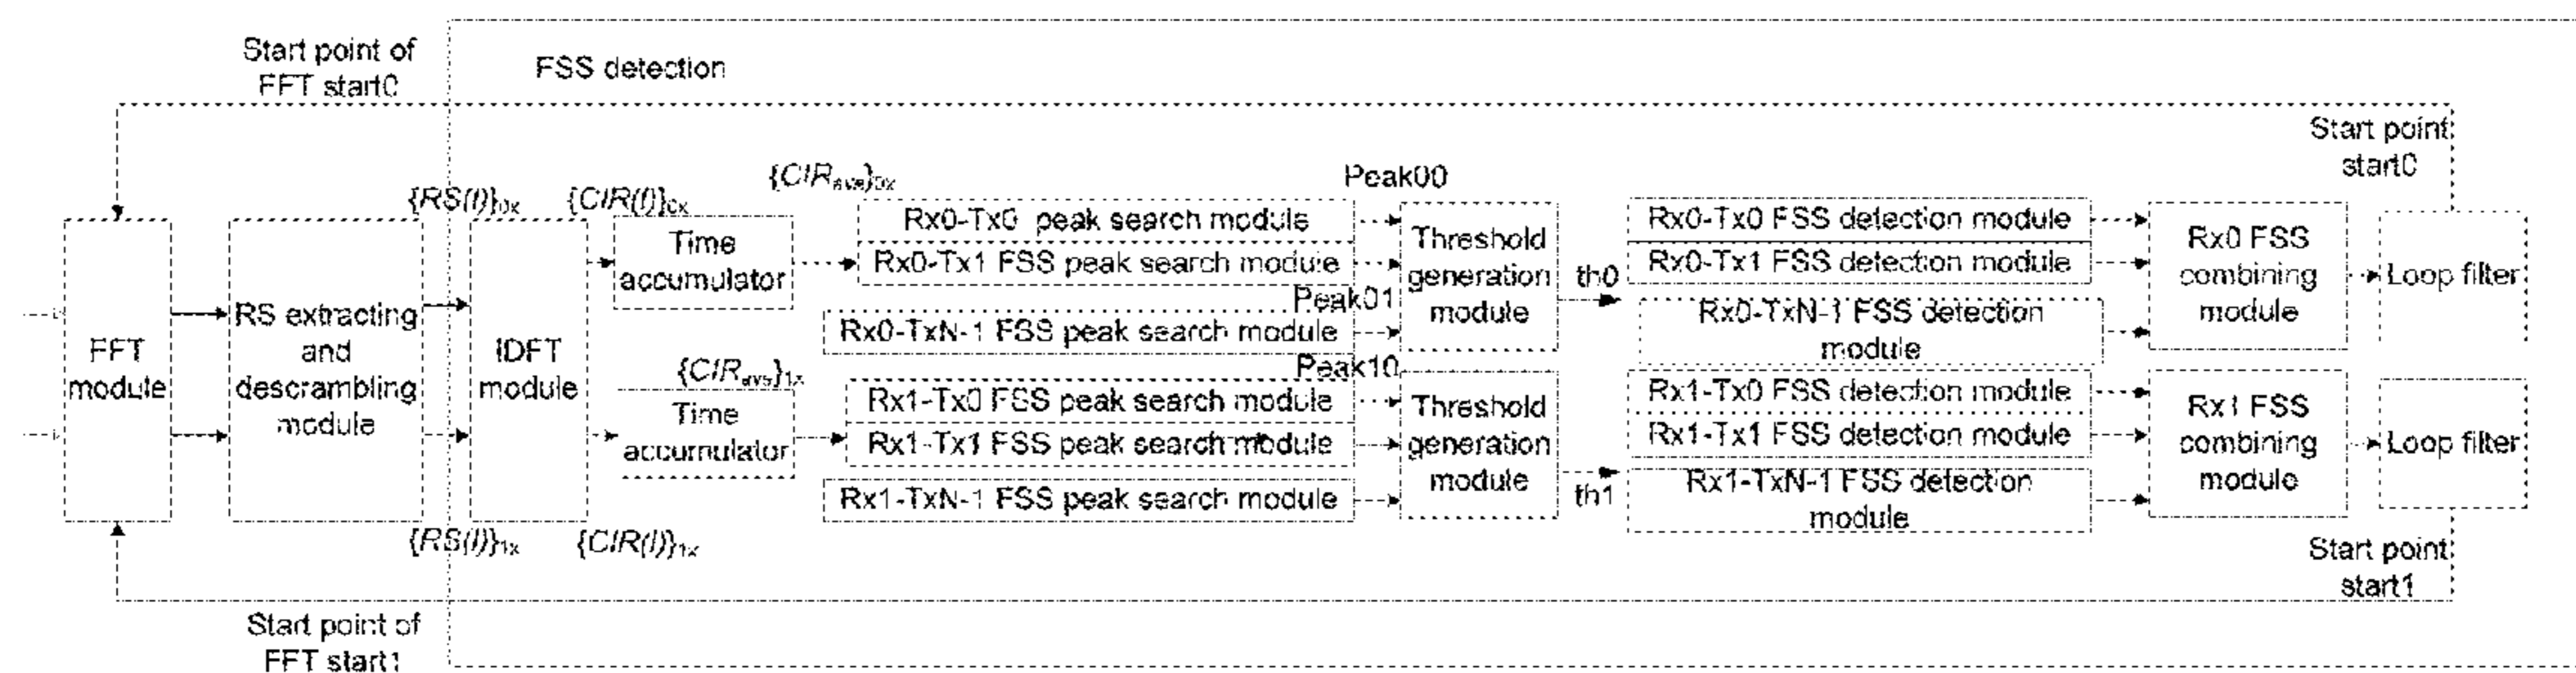 Start point of
FFT start0
FSS detection
Start point
start0
{RS(l)}0x
{CIR(l)}0x
{CIRave}0x
Peak00
FFT
module
RS extracting
and
descrambling
module
IDFT
module
Time
accumulator
Rx0-Tx0 peak search module
Rx0-Tx1 FSS peak search module
Peak01
Rx0-TxN-1 FSS peak search module
Threshold
generation
module
th0
Rx0-Tx0 FSS detection module
Rx0-Tx1 FSS detection module
Rx0-TxN-1 FSS detection
module
Rx0 FSS
combining
module
Loop filter
{CIRave}1x
Peak10
Time
accumulator
Rx1-Tx0 FSS peak search module
Rx1-Tx1 FSS peak search module
Rx1-TxN-1 FSS peak search module
Threshold
generation
module
th1
Rx1-Tx0 FSS detection module
Rx1-Tx1 FSS detection module
Rx1-TxN-1 FSS detection
module
Rx1 FSS
combining
module
Loop filter
{RS(l)}1x
{CIR(l)}1x
Start point
start1
Start point of
FFT start1